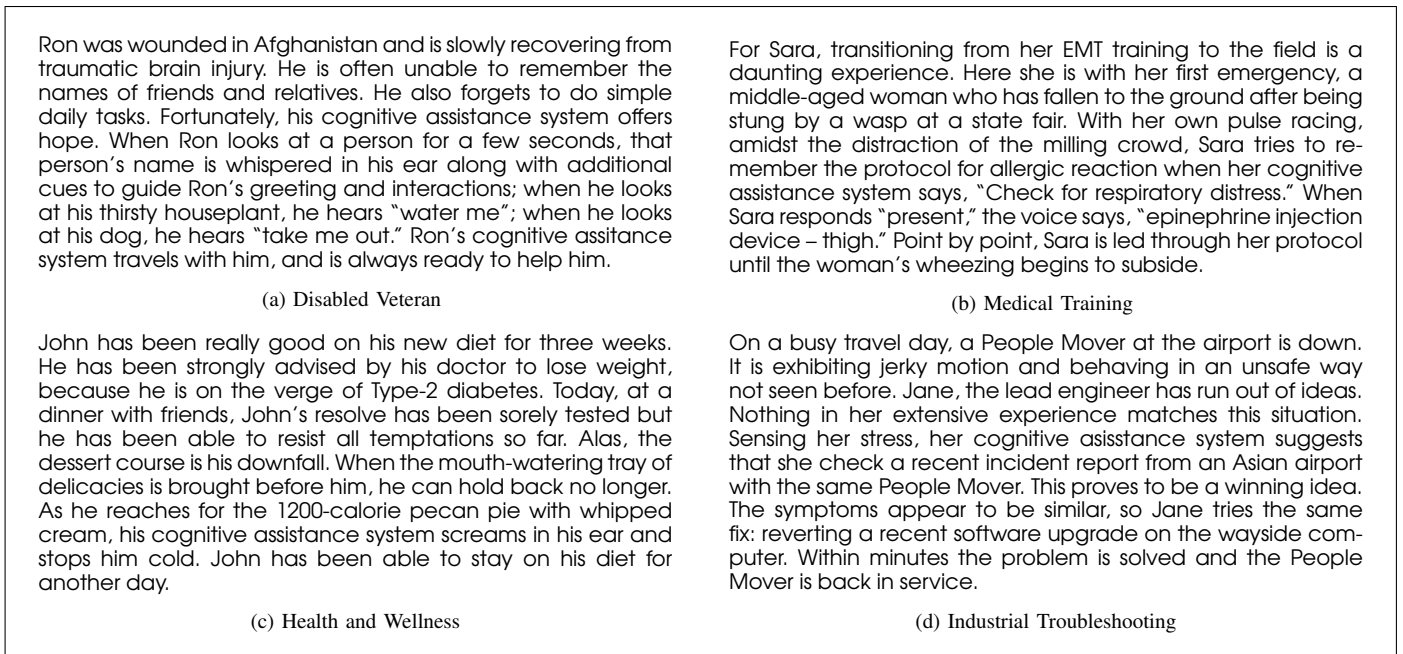 Ron was wounded in Afghanistan and is slowly recovering from
traumatic brain injury. He is often unable to remember the
names of friends and relatives. He also forgets to do simple
daily tasks. Fortunately, his cognitive assistance system offers
hope. When Ron looks at a person for a few seconds, that
person's name is whispered in his ear along with additional
cues to guide Ron's greeting and interactions; when he looks
at his thirsty houseplant, he hears “water me”; when he looks
at his dog, he hears “take me out.” Ron's cognitive assitance
system travels with him, and is always ready to help him.
(a) Disabled Veteran
For Sara, transitioning from her EMT training to the field is a
daunting experience. Here she is with her first emergency, a
middle-aged woman who has fallen to the ground after being
stung by a wasp at a state fair. With her own pulse racing,
amidst the distraction of the milling crowd, Sara tries to re-
member the protocol for allergic reaction when her cognitive
assistance system says, “Check for respiratory distress.” When
Sara responds “present,” the voice says, “epinephrine injection
device – thigh.” Point by point, Sara is led through her protocol
until the woman's wheezing begins to subside.
(b) Medical Training
John has been really good on his new diet for three weeks.
He has been strongly advised by his doctor to lose weight,
because he is on the verge of Type-2 diabetes. Today, at a
dinner with friends, John's resolve has been sorely tested but
he has been able to resist all temptations so far. Alas, the
dessert course is his downfall. When the mouth-watering tray of
delicacies is brought before him, he can hold back no longer.
As he reaches for the 1200-calorie pecan pie with whipped
cream, his cognitive assistance system screams in his ear and
stops him cold. John has been able to stay on his diet for
another day.
(c) Health and Wellness
On a busy travel day, a People Mover at the airport is down.
It is exhibiting jerky motion and behaving in an unsafe way
not seen before. Jane, the lead engineer has run out of ideas.
Nothing in her extensive experience matches this situation.
Sensing her stress, her cognitive asisstance system suggests
that she check a recent incident report from an Asian airport
with the same People Mover. This proves to be a winning idea.
The symptoms appear to be similar, so Jane tries the same
fix: reverting a recent software upgrade on the wayside com-
puter. Within minutes the problem is solved and the People
Mover is back in service.
(d) Industrial Troubleshooting